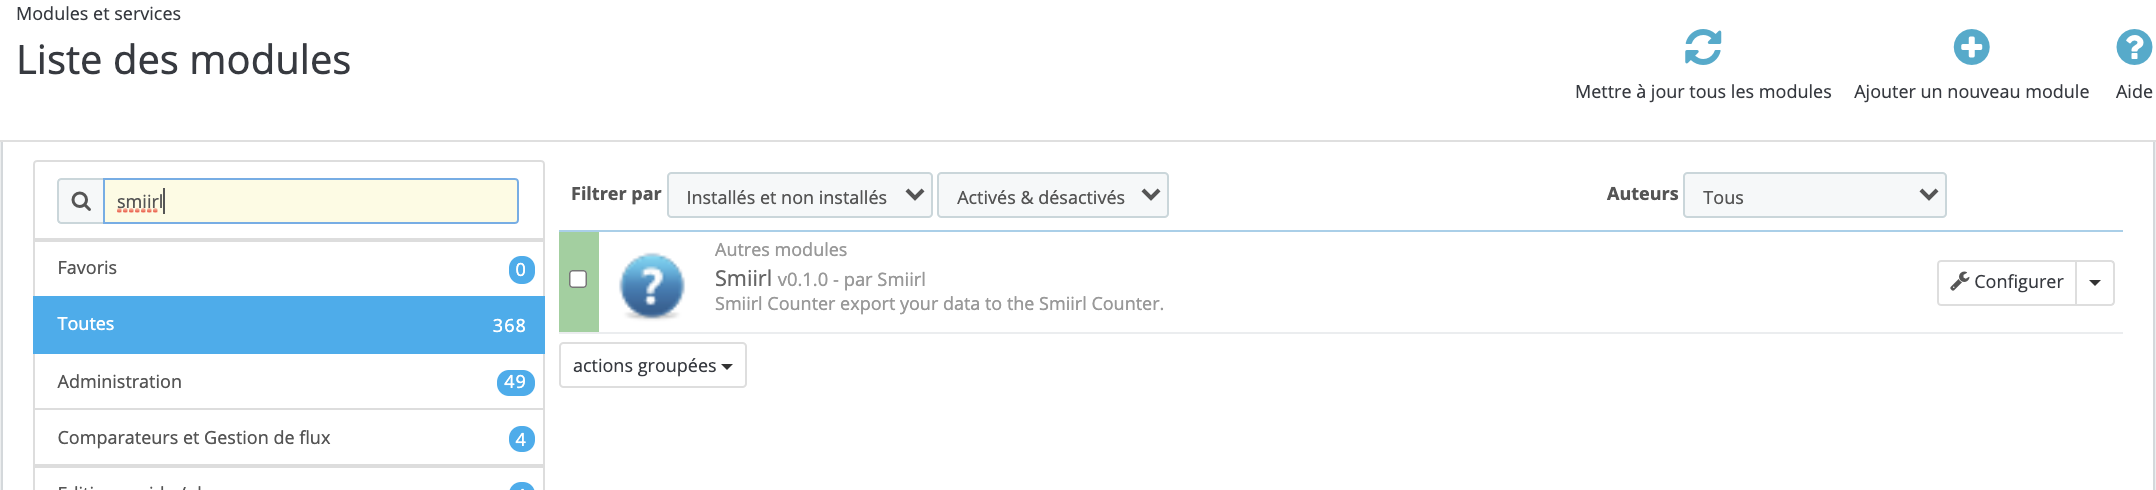 Modules et services
Liste des modules
Mettre à jour tous les modules
Ajouter un nouveau module
Aide
smiirl
Favoris 0
Toutes 368
Administration 49
Comparateurs et Gestion de flux 4
Filtrer par Installés et non installés Activés & désactivés Auteurs Tous
Autres modules
Smiirl v0.1.0 - par Smiirl
Smiirl Counter export your data to the Smiirl Counter.
Configurer
actions groupées